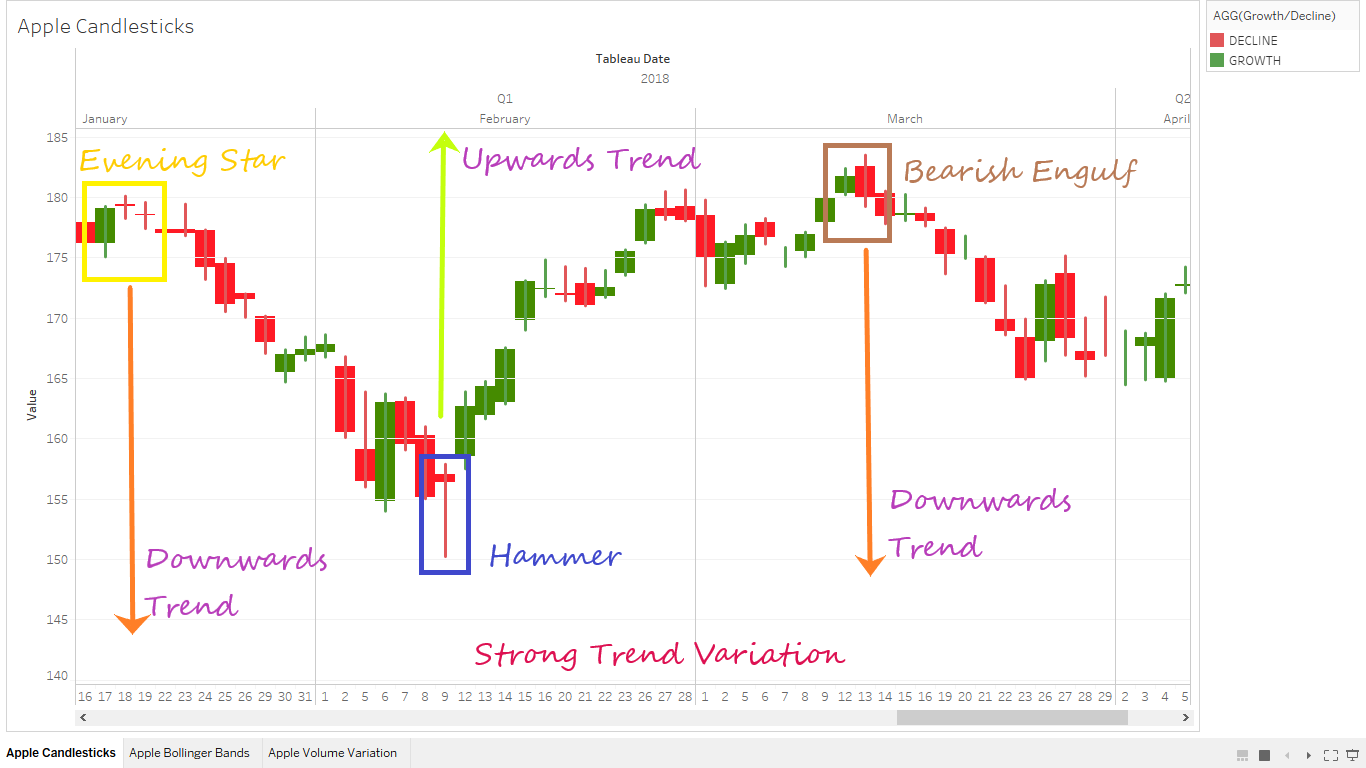 Apple Candlesticks
AGG(Growth/Decline)
DECLINE
GROWTH
Tableau Date
2018
Q1 Q2
January February March April
185
180
175
170
165
160
155
150
145
140
Value
Evening Star
Upwards Trend
Bearish Engulf
Downwards
Trend
Hammer
Downwards
Trend
Strong Trend Variation
16 17 18 19 22 23 24 25 26 29 30 31 1 2 5 6 7 8 9 12 13 14 15 16 20 21 22 23 26 27 28 1 2 5 6 7 8 9 12 13 14 15 16 19 20 21 22 23 26 27 28 29 2 3 4 5
Apple Candlesticks Apple Bollinger Bands Apple Volume Variation